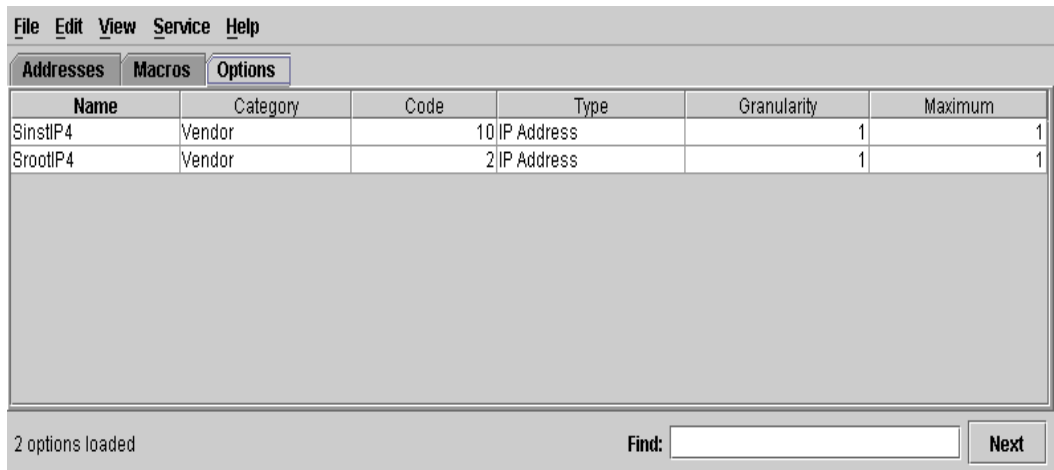 File Edit View Service Help
Addresses Macros Options
Name Category Code Type Granularity Maximum
SinstIP4 Vendor 10 IP Address 1 1
SrootIP4 Vendor 2 IP Address 1 1
2 options loaded Find: Next